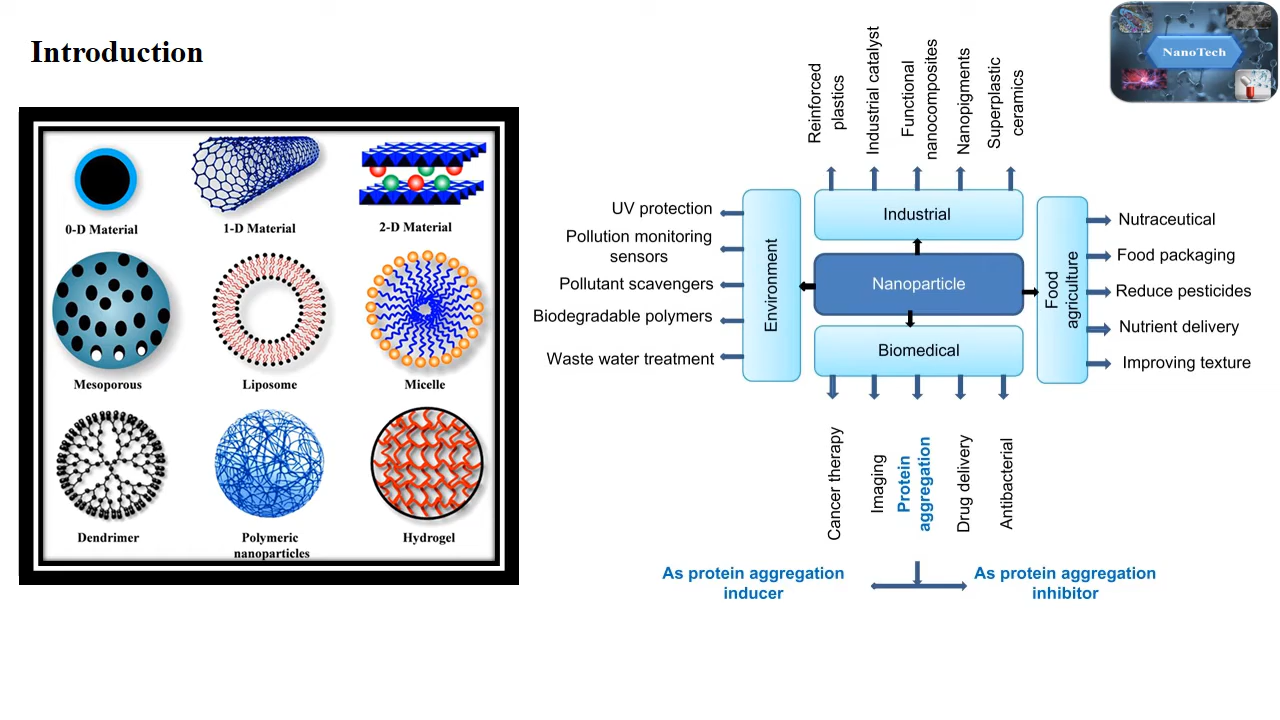 Introduction
NanoTech
0-D Material
1-D Material
2-D Material
Mesoporous
Liposome
Micelle
Dendrimer
Polymeric
nanoparticles
Hydrogel
Reinforced
plastics
Industrial catalyst
Functional
nanocomposites
Nanopigments
Superplastic
ceramics
UV protection
Pollution monitoring
sensors
Pollutant scavengers
Biodegradable polymers
Waste water treatment
Environment
Industrial
Nanoparticle
Biomedical
Food
agriculture
Nutraceutical
Food packaging
Reduce pesticides
Nutrient delivery
Improving texture
Cancer therapy
Imaging
Protein
aggregation
Drug delivery
Antibacterial
As protein aggregation
inducer
As protein aggregation
inhibitor